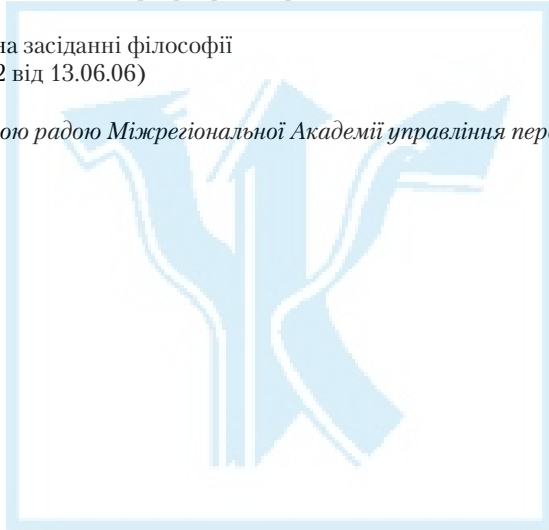 на засіданні філософії
2 від 13.06.06)
ою радою Міжрегіональної Академії управління пер